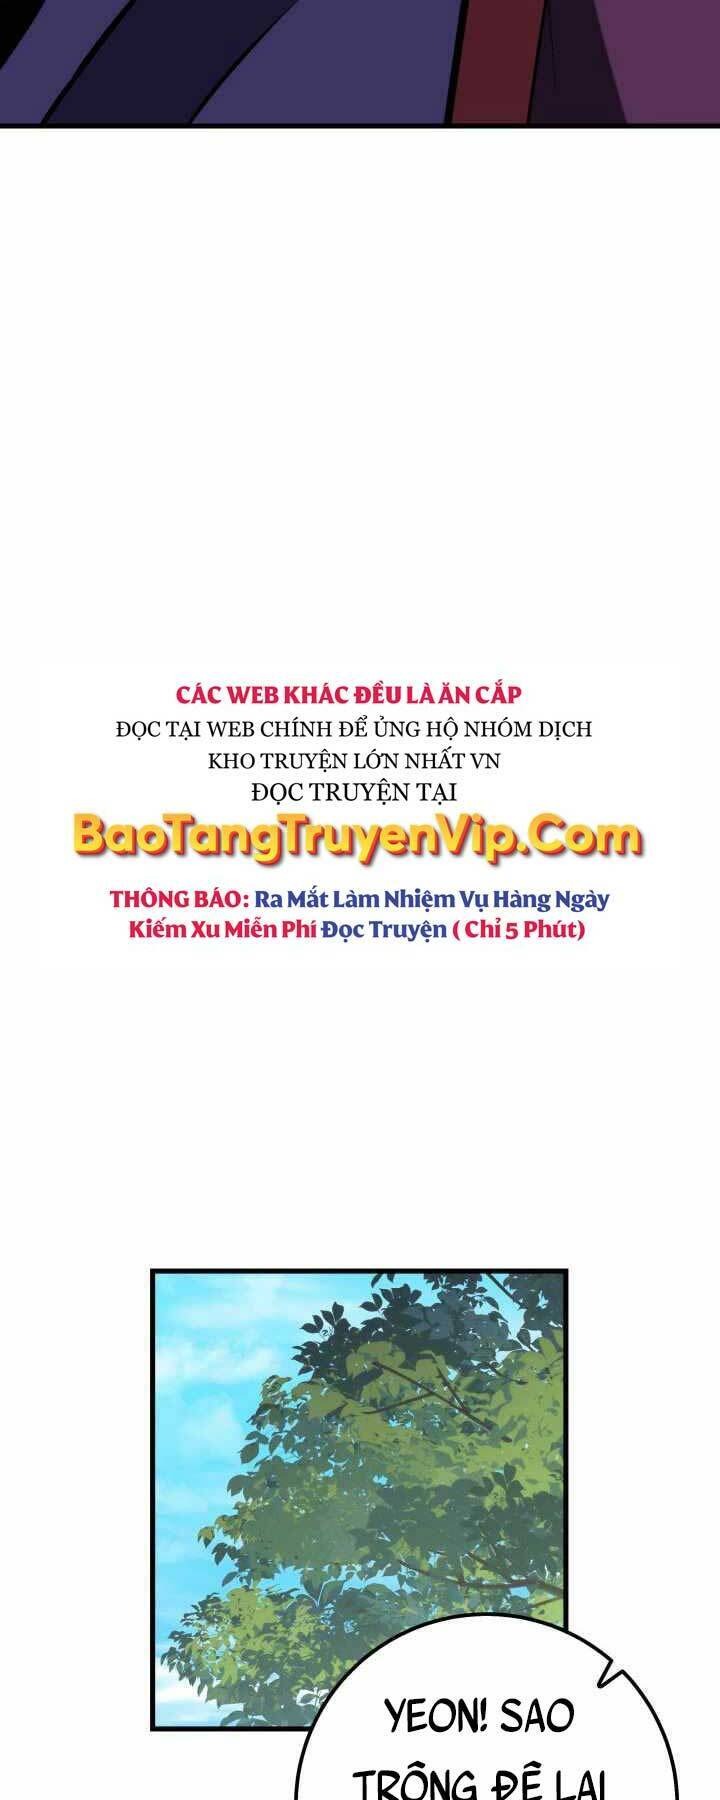 CÁC WEB KHÁC ĐỀU LÀ ĂN CẮP
ĐỌC TẠI WEB CHÍNH ĐỂ ỦNG HỘ NHÓM DỊCH
KHO TRUYỆN LỚN NHẤT VN
ĐỌC TRUYỆN TẠI
BaoTangTruyenVip.Com
THÔNG BÁO: Ra Mắt Làm Nhiệm Vụ Hàng Ngày
Kiếm Xu Miễn Phí Đọc Truyện ( Chỉ 5 Phút)
YEON! SAO
TRÔNG ĐỆ LẠI